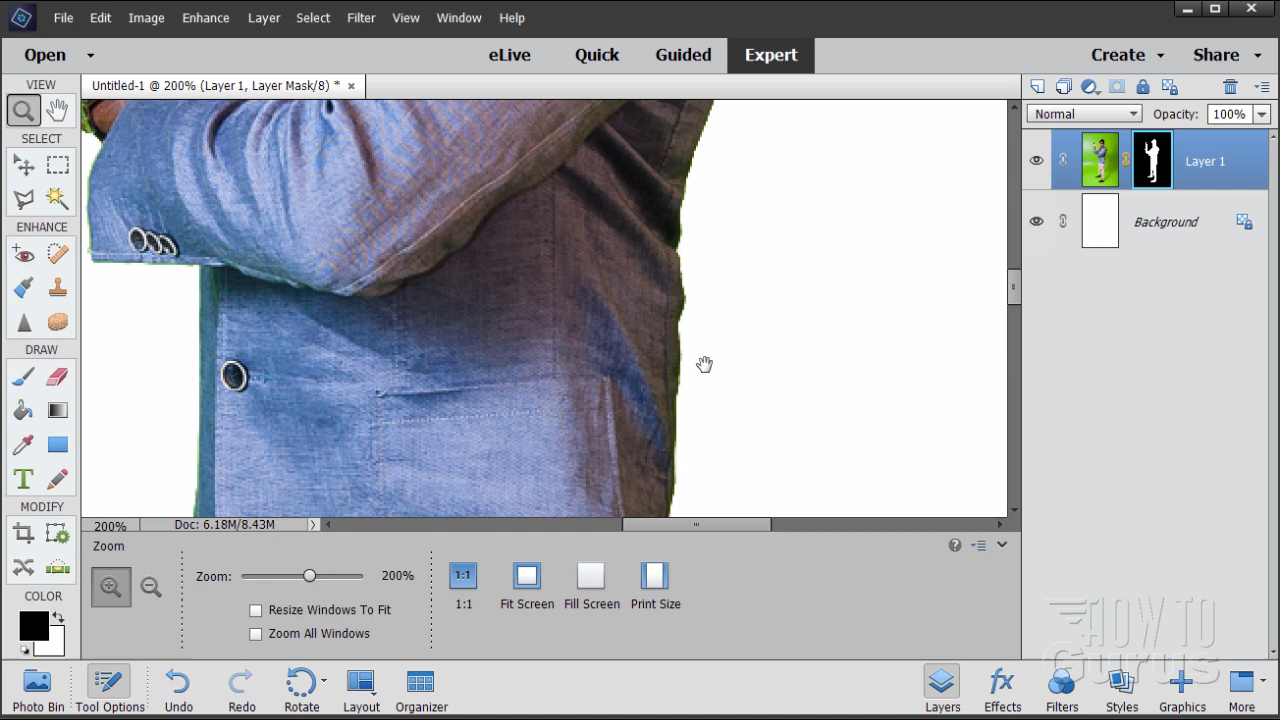 File Edit Image Enhance Layer Select Filter View Window Help
Open eLive Quick Guided Expert Create Share
VIEW
Untitled-1 @ 200% (Layer 1, Layer Mask/8) *
Normal Opacity: 100%
SELECT
Layer 1
Background
ENHANCE
DRAW
T
MODIFY
200% Doc: 6.18M/8.43M
Zoom
Zoom: 200%
1:1
1:1 Fit Screen Fill Screen Print Size
Resize Windows To Fit
Zoom All Windows
COLOR
HOW TO
Gurus
fx
Photo Bin Tool Options Undo Redo Rotate Layout Organizer Layers Effects Filters Styles Graphics More